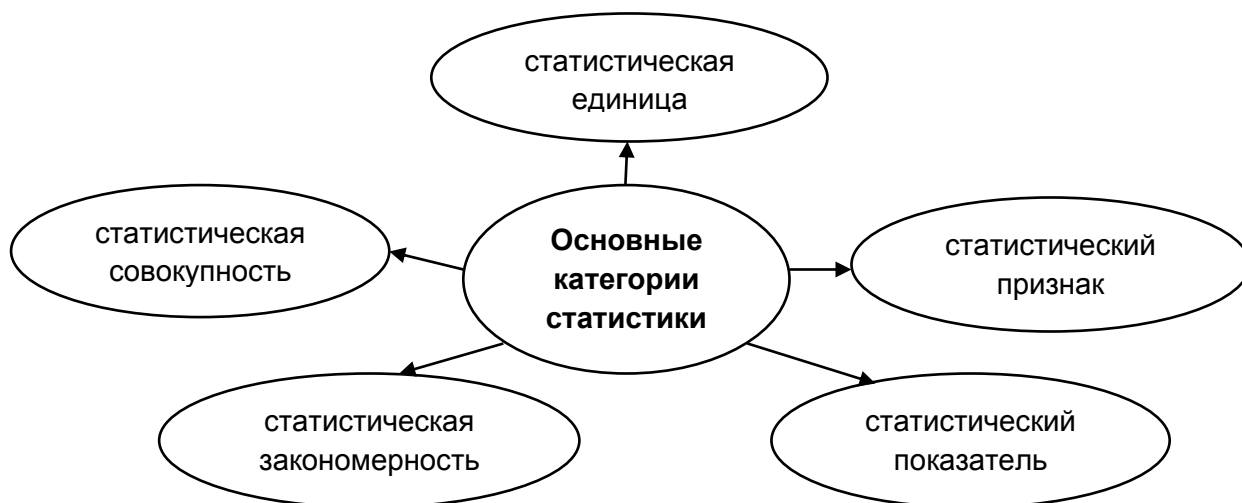 статистическая
единица
статистическая
совокупность
Основные
категории
статистики
статистический
признак
статистическая
закономерность
статистический
показатель